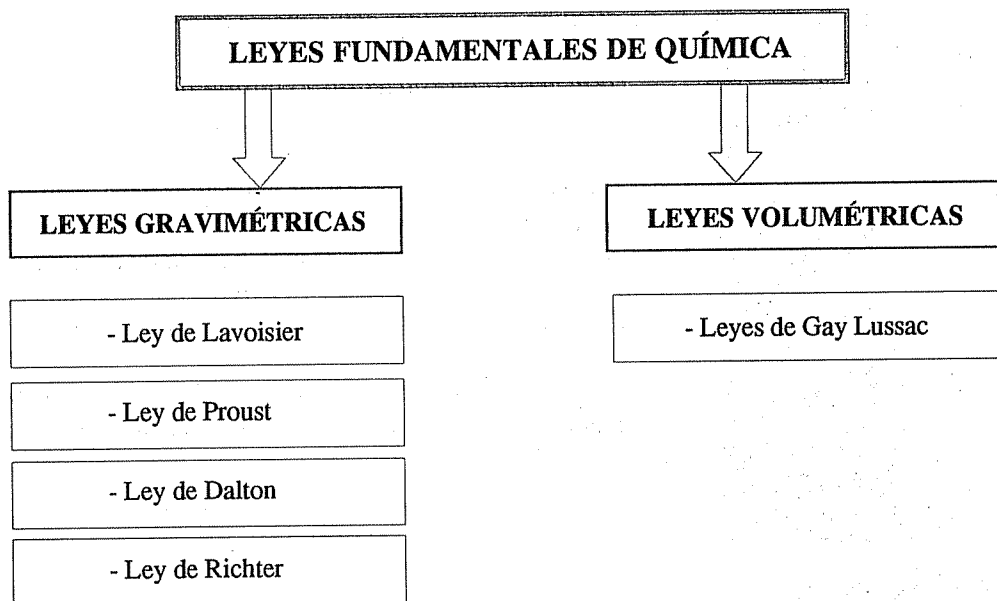 LEYES FUNDAMENTALES DE QUÍMICA
LEYES GRAVIMÉTRICAS
- Ley de Lavoisier
- Ley de Proust
- Ley de Dalton
- Ley de Richter
LEYES VOLUMÉTRICAS
- Leyes de Gay Lussac